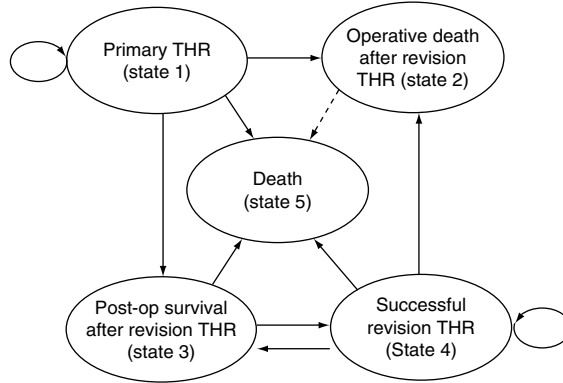 Primary THR
(state 1)
Operative death
after revision
THR (state 2)
Death
(state 5)
Post-op survival
after revision THR
(state 3)
Successful
revision THR
(State 4)